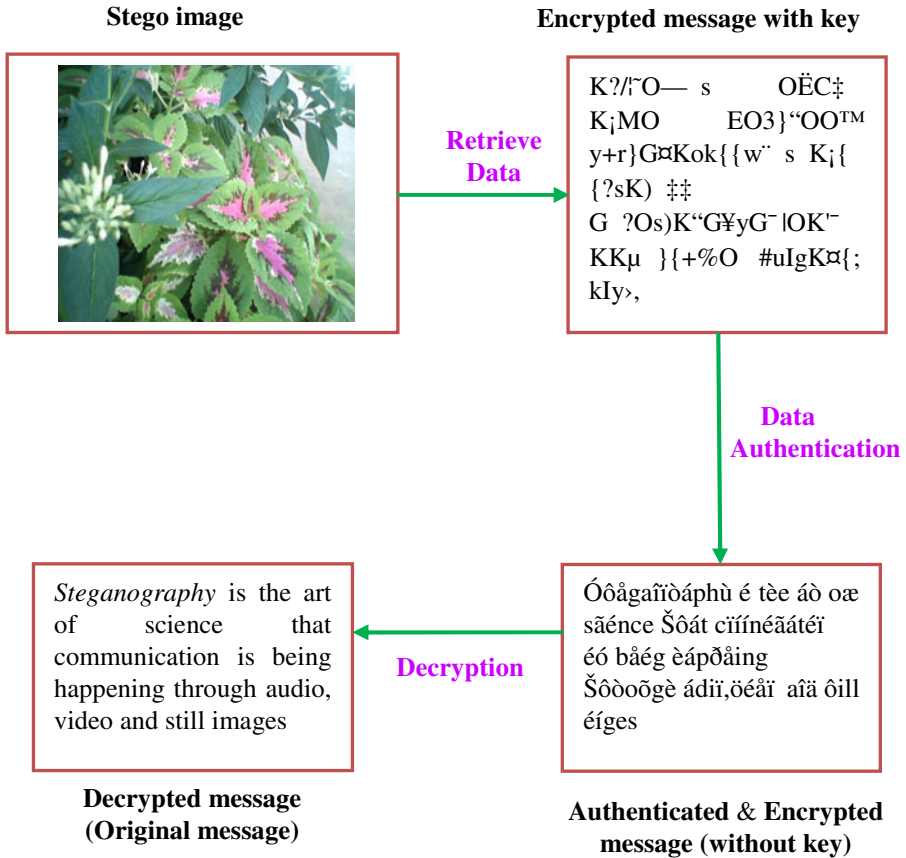 Stego image
Encrypted message with key
K?/¦˜O— s OËC‡
K¡MO EO3}“OO™
y+r}G¤Kok{{w¨ s K¡{
{?sK) ‡‡
G ?Os)K“G¥yG¯ |OK'¯
KKµ }{+%O #uIgK¤{;
kIy›,
Retrieve
Data
Data
Authentication
Steganography is the art
of science that
communication is being
happening through audio,
video and still images
Decryption
Óôågaîïòáphù é tèe áò oæ
sãénce Šôát cïíínéãátéï
éó båég èápðåing
Šôòoõgè ádiï,öéåï aîä ôill
éíges
Decrypted message
(Original message)
Authenticated & Encrypted
message (without key)